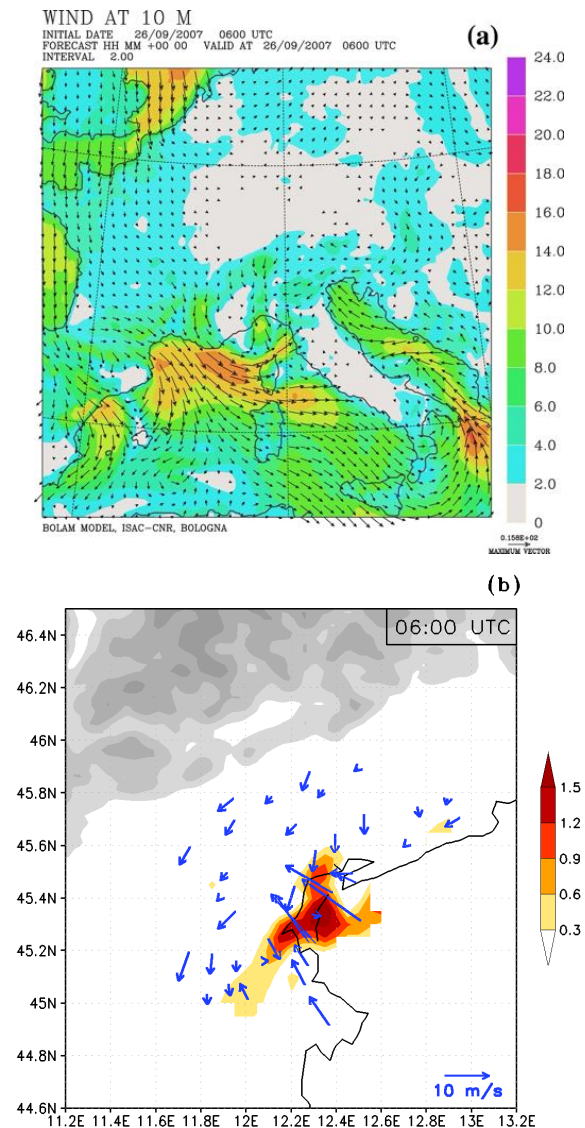 WIND AT 10 M
INITIAL DATE 26/09/2007 0600 UTC
FORECAST HH MM +00 00 VALID AT 26/09/2007 0600 UTC
INTERVAL 2.00
(a)
24.0
22.0
20.0
18.0
16.0
14.0
12.0
10.0
8.0
6.0
4.0
2.0
0
0.158E+02
MAXIMUM VECTOR
BOLAM MODEL, ISAC-CNR, BOLOGNA
(b)
06:00 UTC
46.4N
46.2N
46N
45.8N
45.6N
45.4N
45.2N
45N
44.8N
44.6N
1.5
1.2
0.9
0.6
0.3
10 m/s
11.2E 11.4E 11.6E 11.8E 12E 12.2E 12.4E 12.6E 12.8E 13E 13.2E